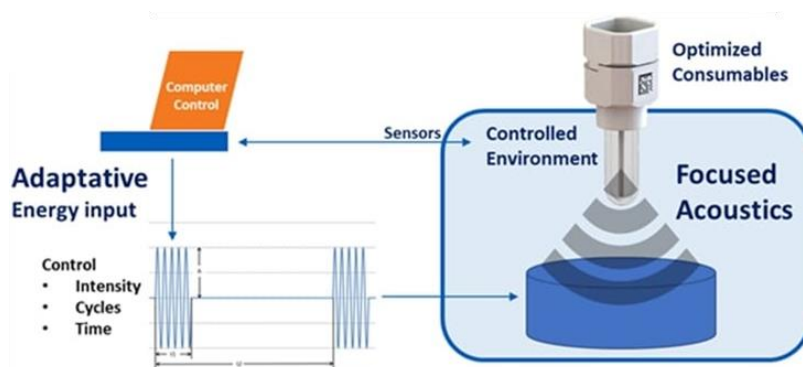 Computer
Control
Adaptative
Energy input
Control
• Intensity
• Cycles
• Time
Sensors
Controlled
Environment
Optimized
Consumables
Focused
Acoustics